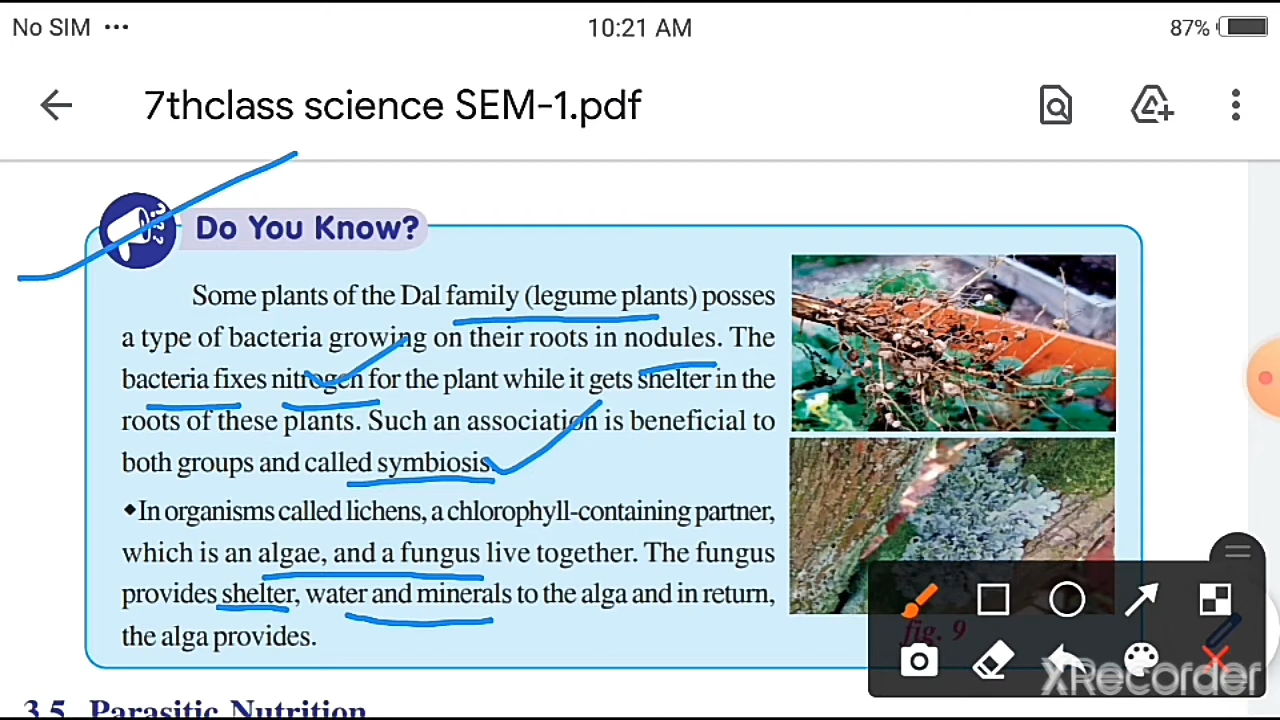 No SIM ···
10:21 AM
87%
7thclass science SEM-1.pdf
Do You Know?
Some plants of the Dal family (legume plants) posses
a type of bacteria growing on their roots in nodules. The
bacteria fixes nitrogen for the plant while it gets shelter in the
roots of these plants. Such an association is beneficial to
both groups and called symbiosis.
◆In organisms called lichens, a chlorophyll-containing partner,
which is an algae, and a fungus live together. The fungus
provides shelter, water and minerals to the alga and in return,
the alga provides.
fig. 9
XRecorder
3.5 Parasitic Nutrition